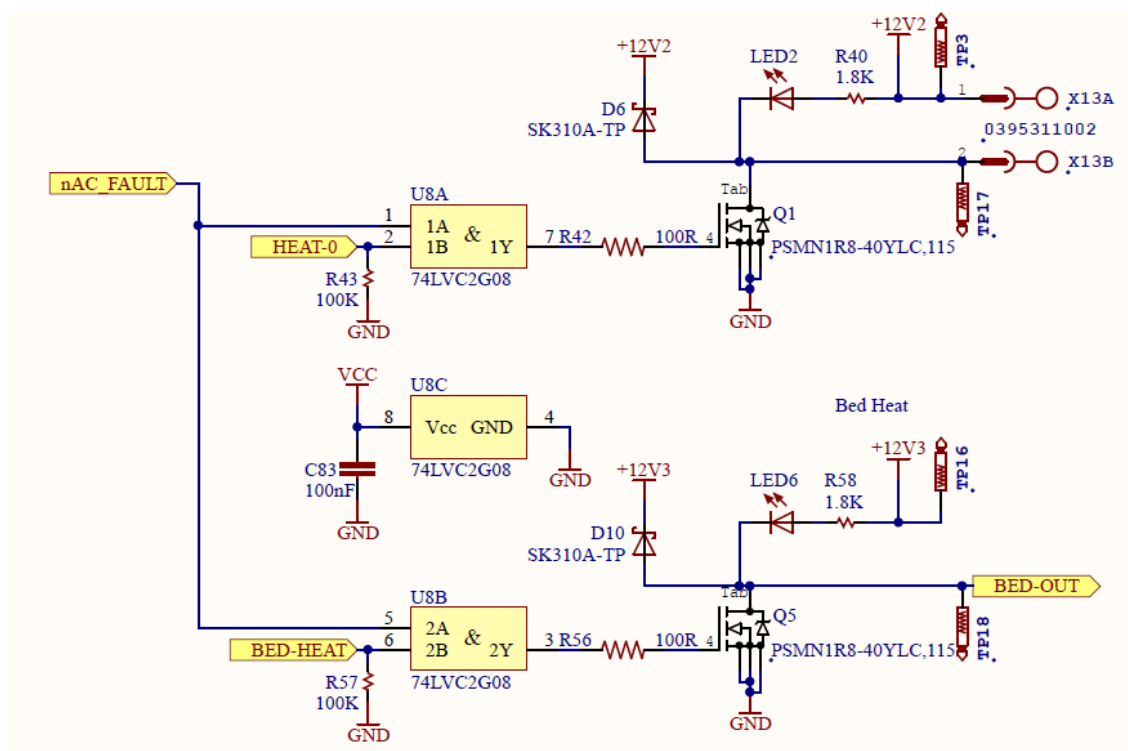 +12V2
TP3
+12V2
LED2
R40
1.8K
1
X13A
D6
SK310A-TP
0395311002
2
X13B
nAC_FAULT
U8A
Tab
TP17
1
1A
&
7
R42
100R
4
Q1
HEAT-0
2
1B
1Y
PSMN1R8-40YLC,115
R43
100K
74LVC2G08
GND
GND
VCC
U8C
Bed Heat
8
Vcc
GND
4
+12V3
TP16
C83
100nF
74LVC2G08
GND
+12V3
LED6
R58
1.8K
GND
D10
SK310A-TP
BED-OUT
U8B
Tab
5
2A
&
Q5
TP18
BED-HEAT
6
2B
2Y
3
R56
100R
4
PSMN1R8-40YLC,115
R57
100K
74LVC2G08
GND
GND